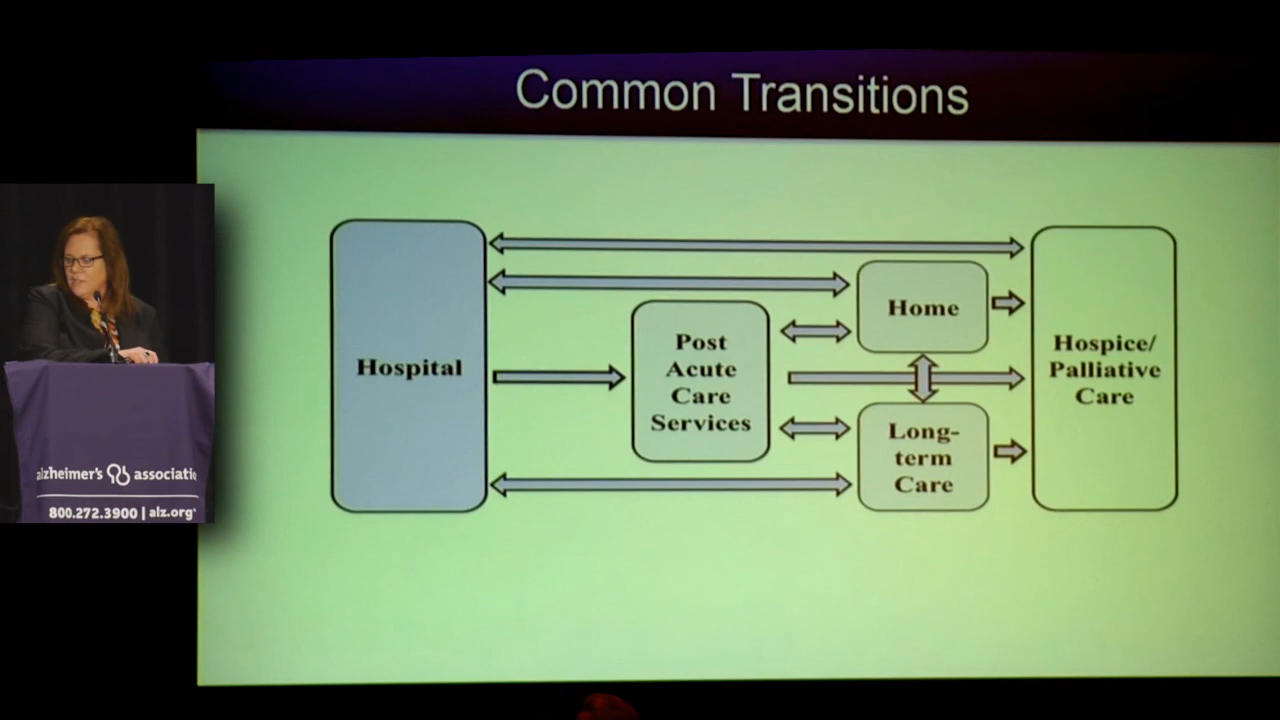 Common Transitions
Hospital
Post
Acute
Care
Services
Home
Long-
term
Care
Hospice/
Palliative
Care
alzheimer's associatio
800.272.3900 | alz.org